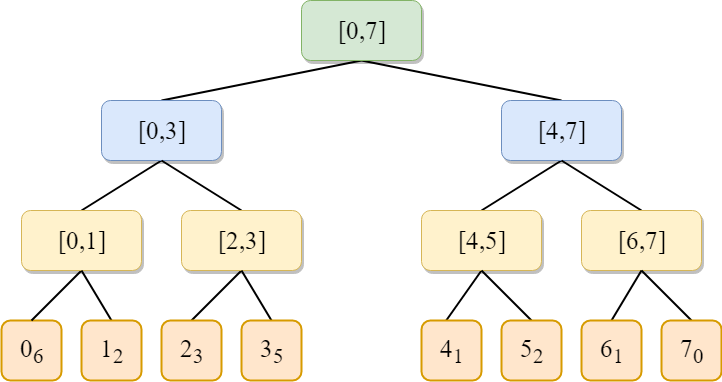 [0,7]
[0,3] [4,7]
[0,1] [2,3] [4,5] [6,7]
0₆ 1₂ 2₃ 3₅ 4₁ 5₂ 6₁ 7₀